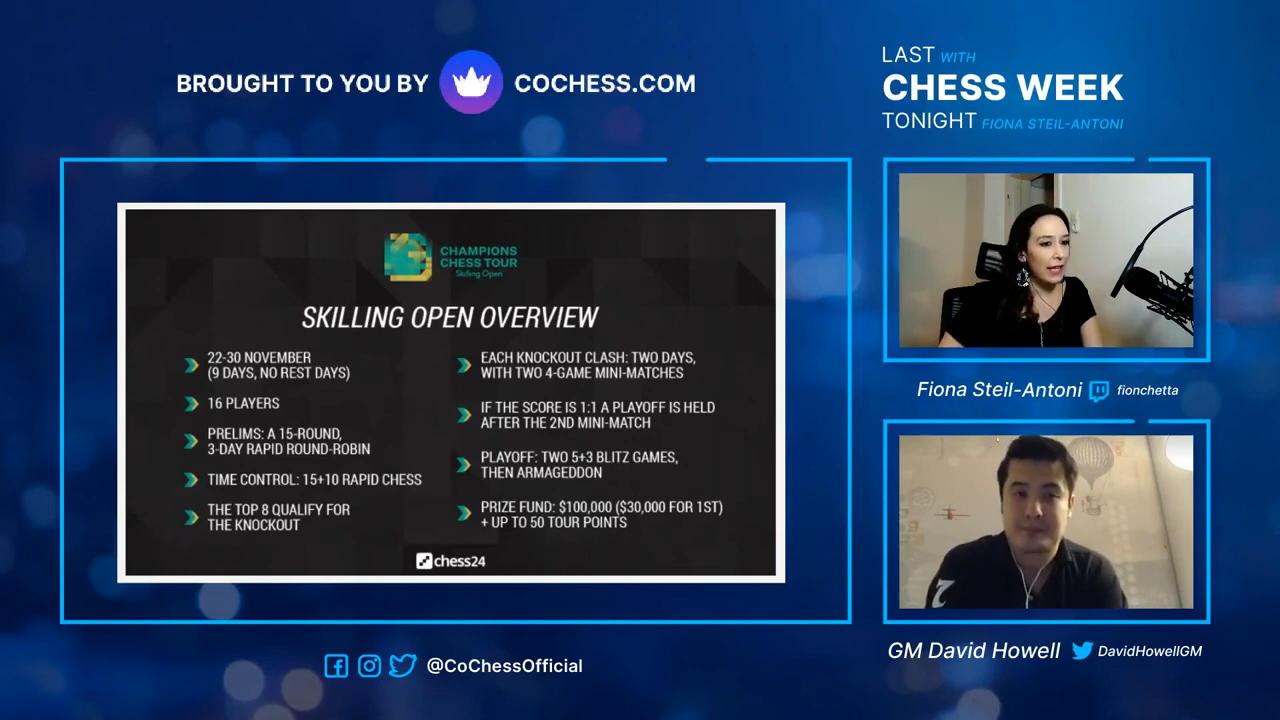 BROUGHT TO YOU BY COCHESS.COM
LAST WITH
CHESS WEEK
TONIGHT FIONA STEIL-ANTONI
CHAMPIONS
CHESS TOUR
Skilling Open
SKILLING OPEN OVERVIEW
22-30 NOVEMBER
(9 DAYS, NO REST DAYS)
16 PLAYERS
PRELIMS: A 15-ROUND,
3-DAY RAPID ROUND-ROBIN
TIME CONTROL: 15+10 RAPID CHESS
THE TOP 8 QUALIFY FOR
THE KNOCKOUT
EACH KNOCKOUT CLASH: TWO DAYS,
WITH TWO 4-GAME MINI-MATCHES
IF THE SCORE IS 1:1 A PLAYOFF IS HELD
AFTER THE 2ND MINI-MATCH
PLAYOFF: TWO 5+3 BLITZ GAMES,
THEN ARMAGEDDON
PRIZE FUND: $100,000 ($30,000 FOR 1ST)
+ UP TO 50 TOUR POINTS
chess24
Fiona Steil-Antoni fionchetta
GM David Howell DavidHowellGM
@CoChessOfficial